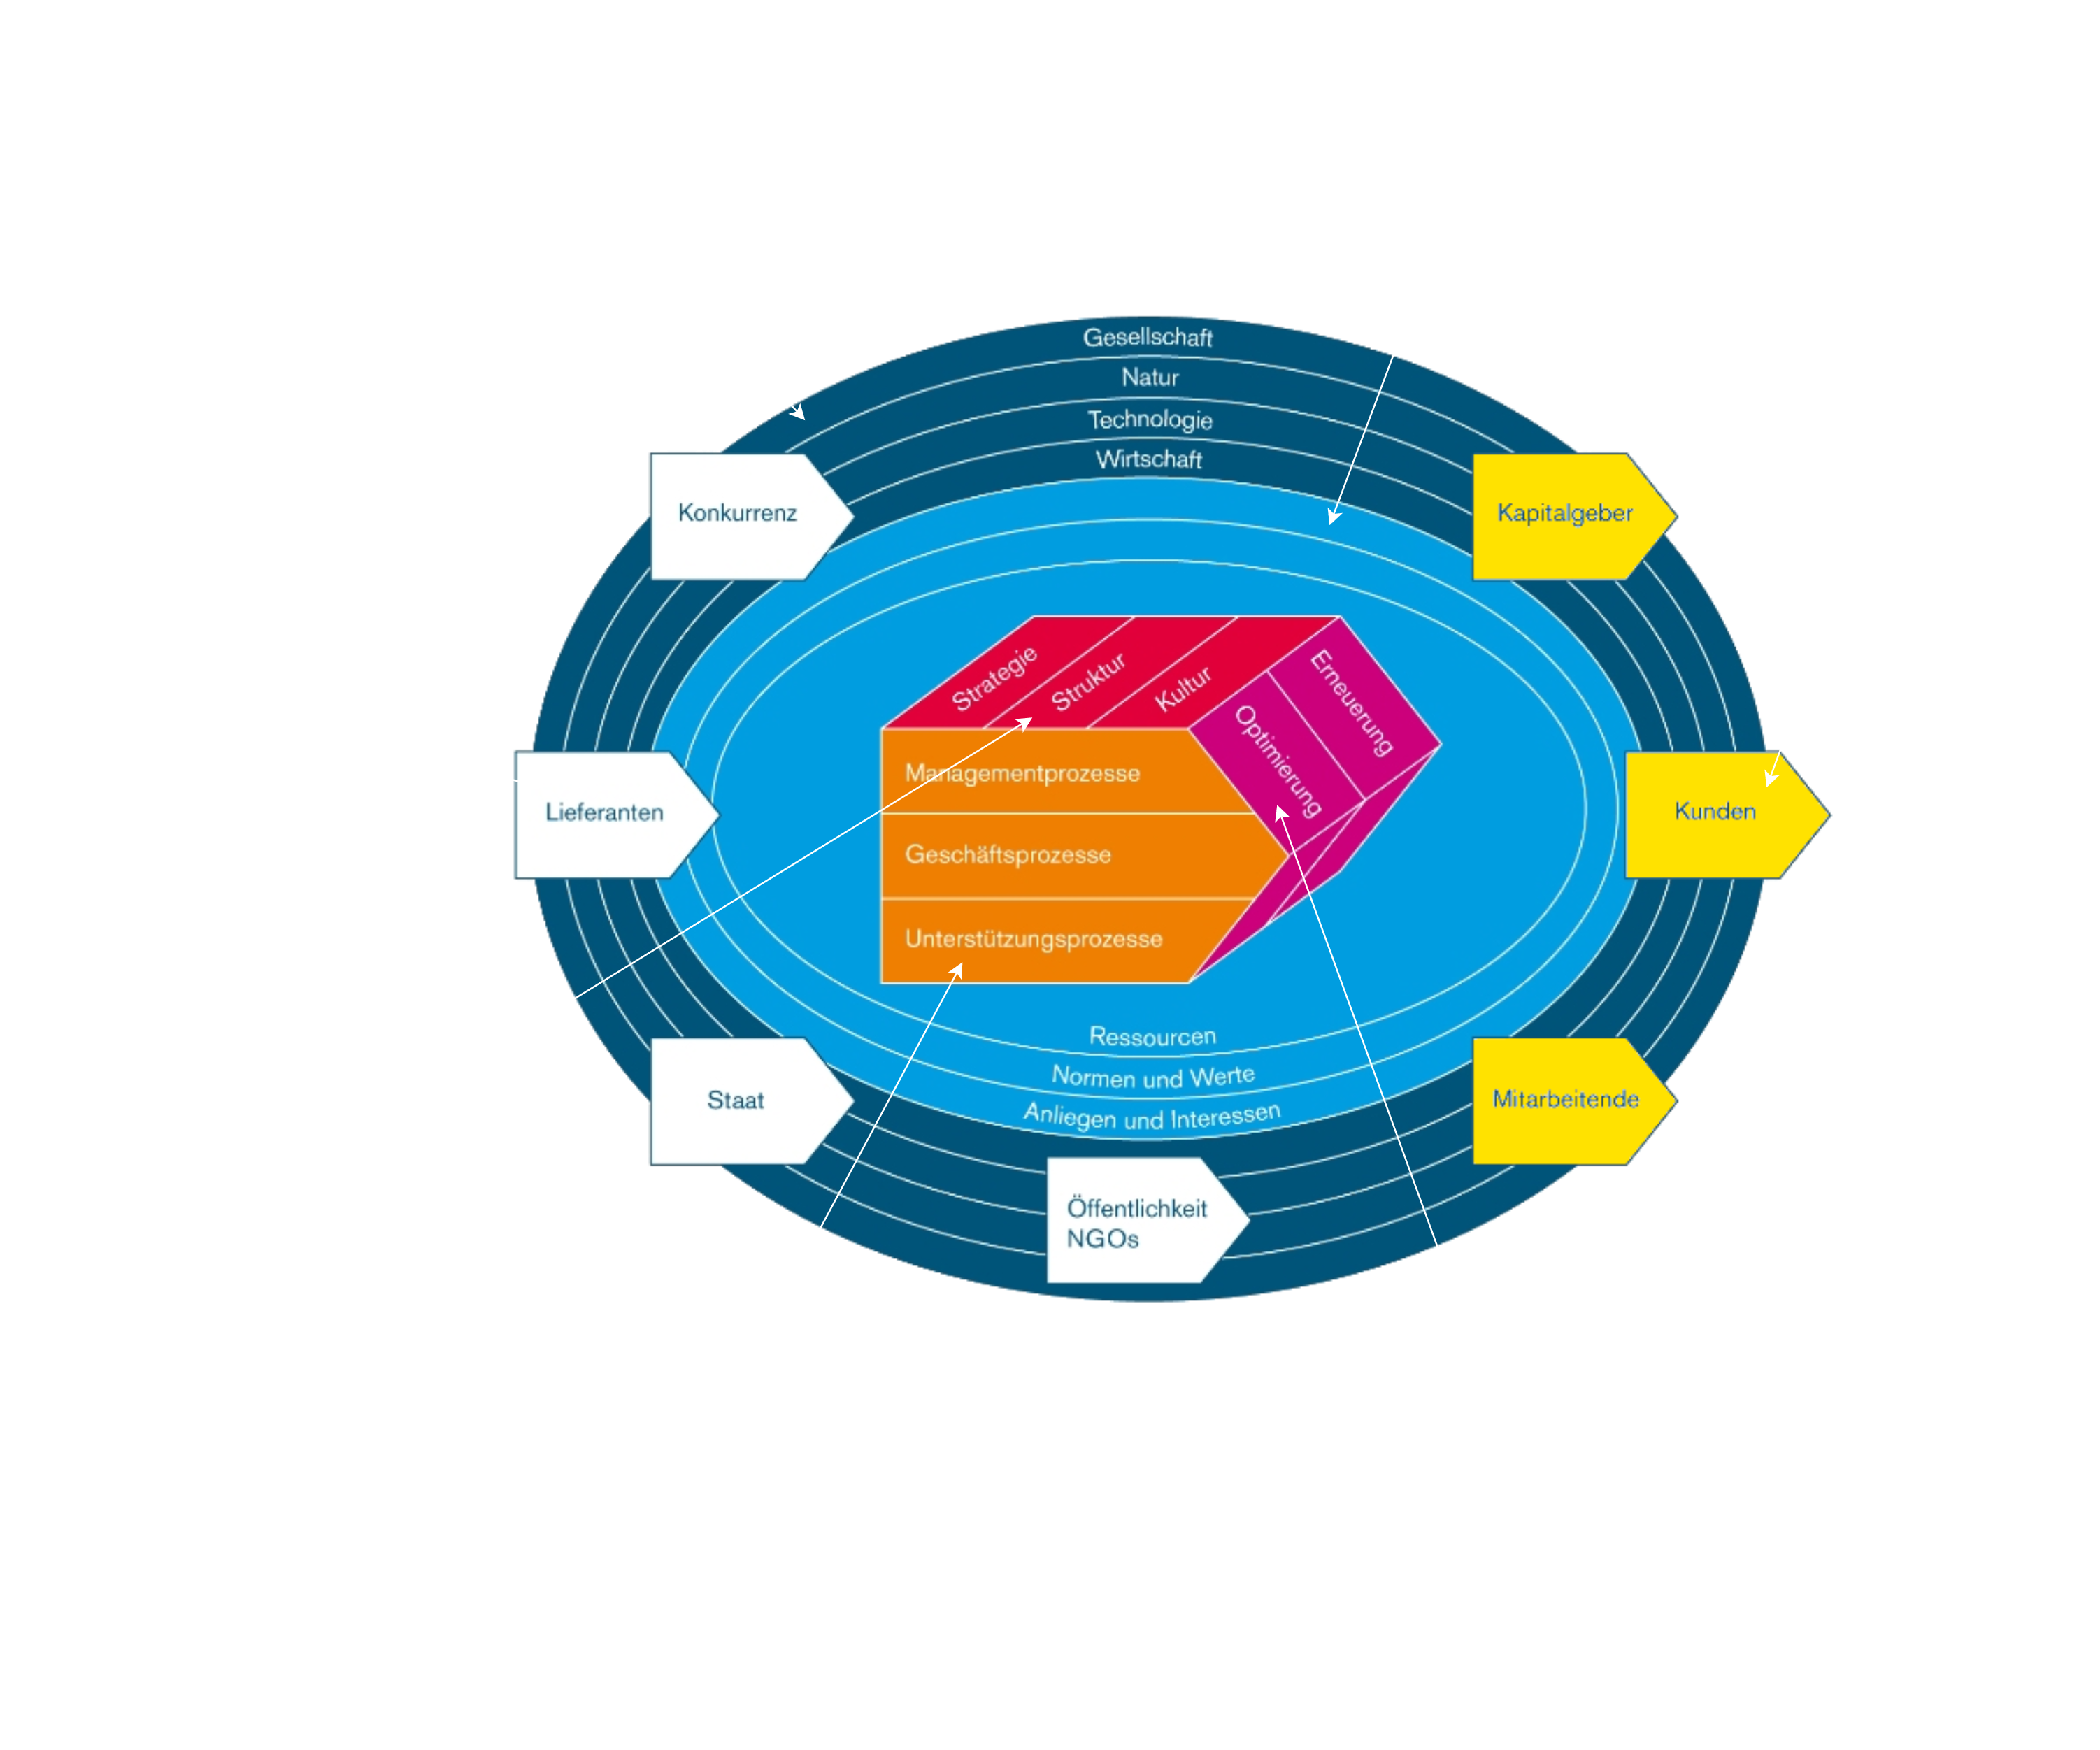 Gesellschaft
Natur
Technologie
Wirtschaft
Konkurrenz
Kapitalgeber
Strategie
Struktur
Kultur
Erneuerung
Optimierung
Managementprozesse
Lieferanten
Geschäftsprozesse
Kunden
Unterstützungsprozesse
Ressourcen
Normen und Werte
Anliegen und Interessen
Staat
Mitarbeitende
Öffentlichkeit
NGOs